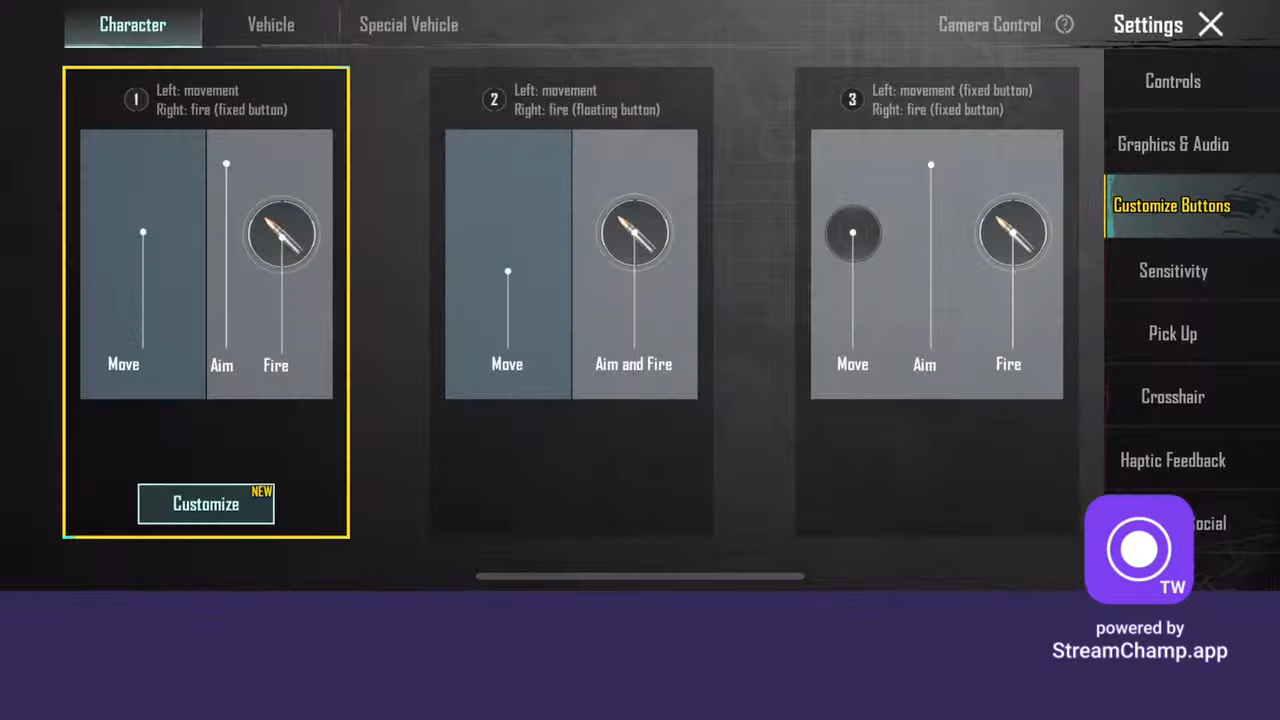 Character
Vehicle
Special Vehicle
Camera Control ?
Settings
1
Left: movement
Right: fire (fixed button)
Move
Aim
Fire
Customize
NEW
2
Left: movement
Right: fire (floating button)
Move
Aim and Fire
3
Left: movement (fixed button)
Right: fire (fixed button)
Move
Aim
Fire
Controls
Graphics & Audio
Customize Buttons
Sensitivity
Pick Up
Crosshair
Haptic Feedback
TW
powered by
StreamChamp.app